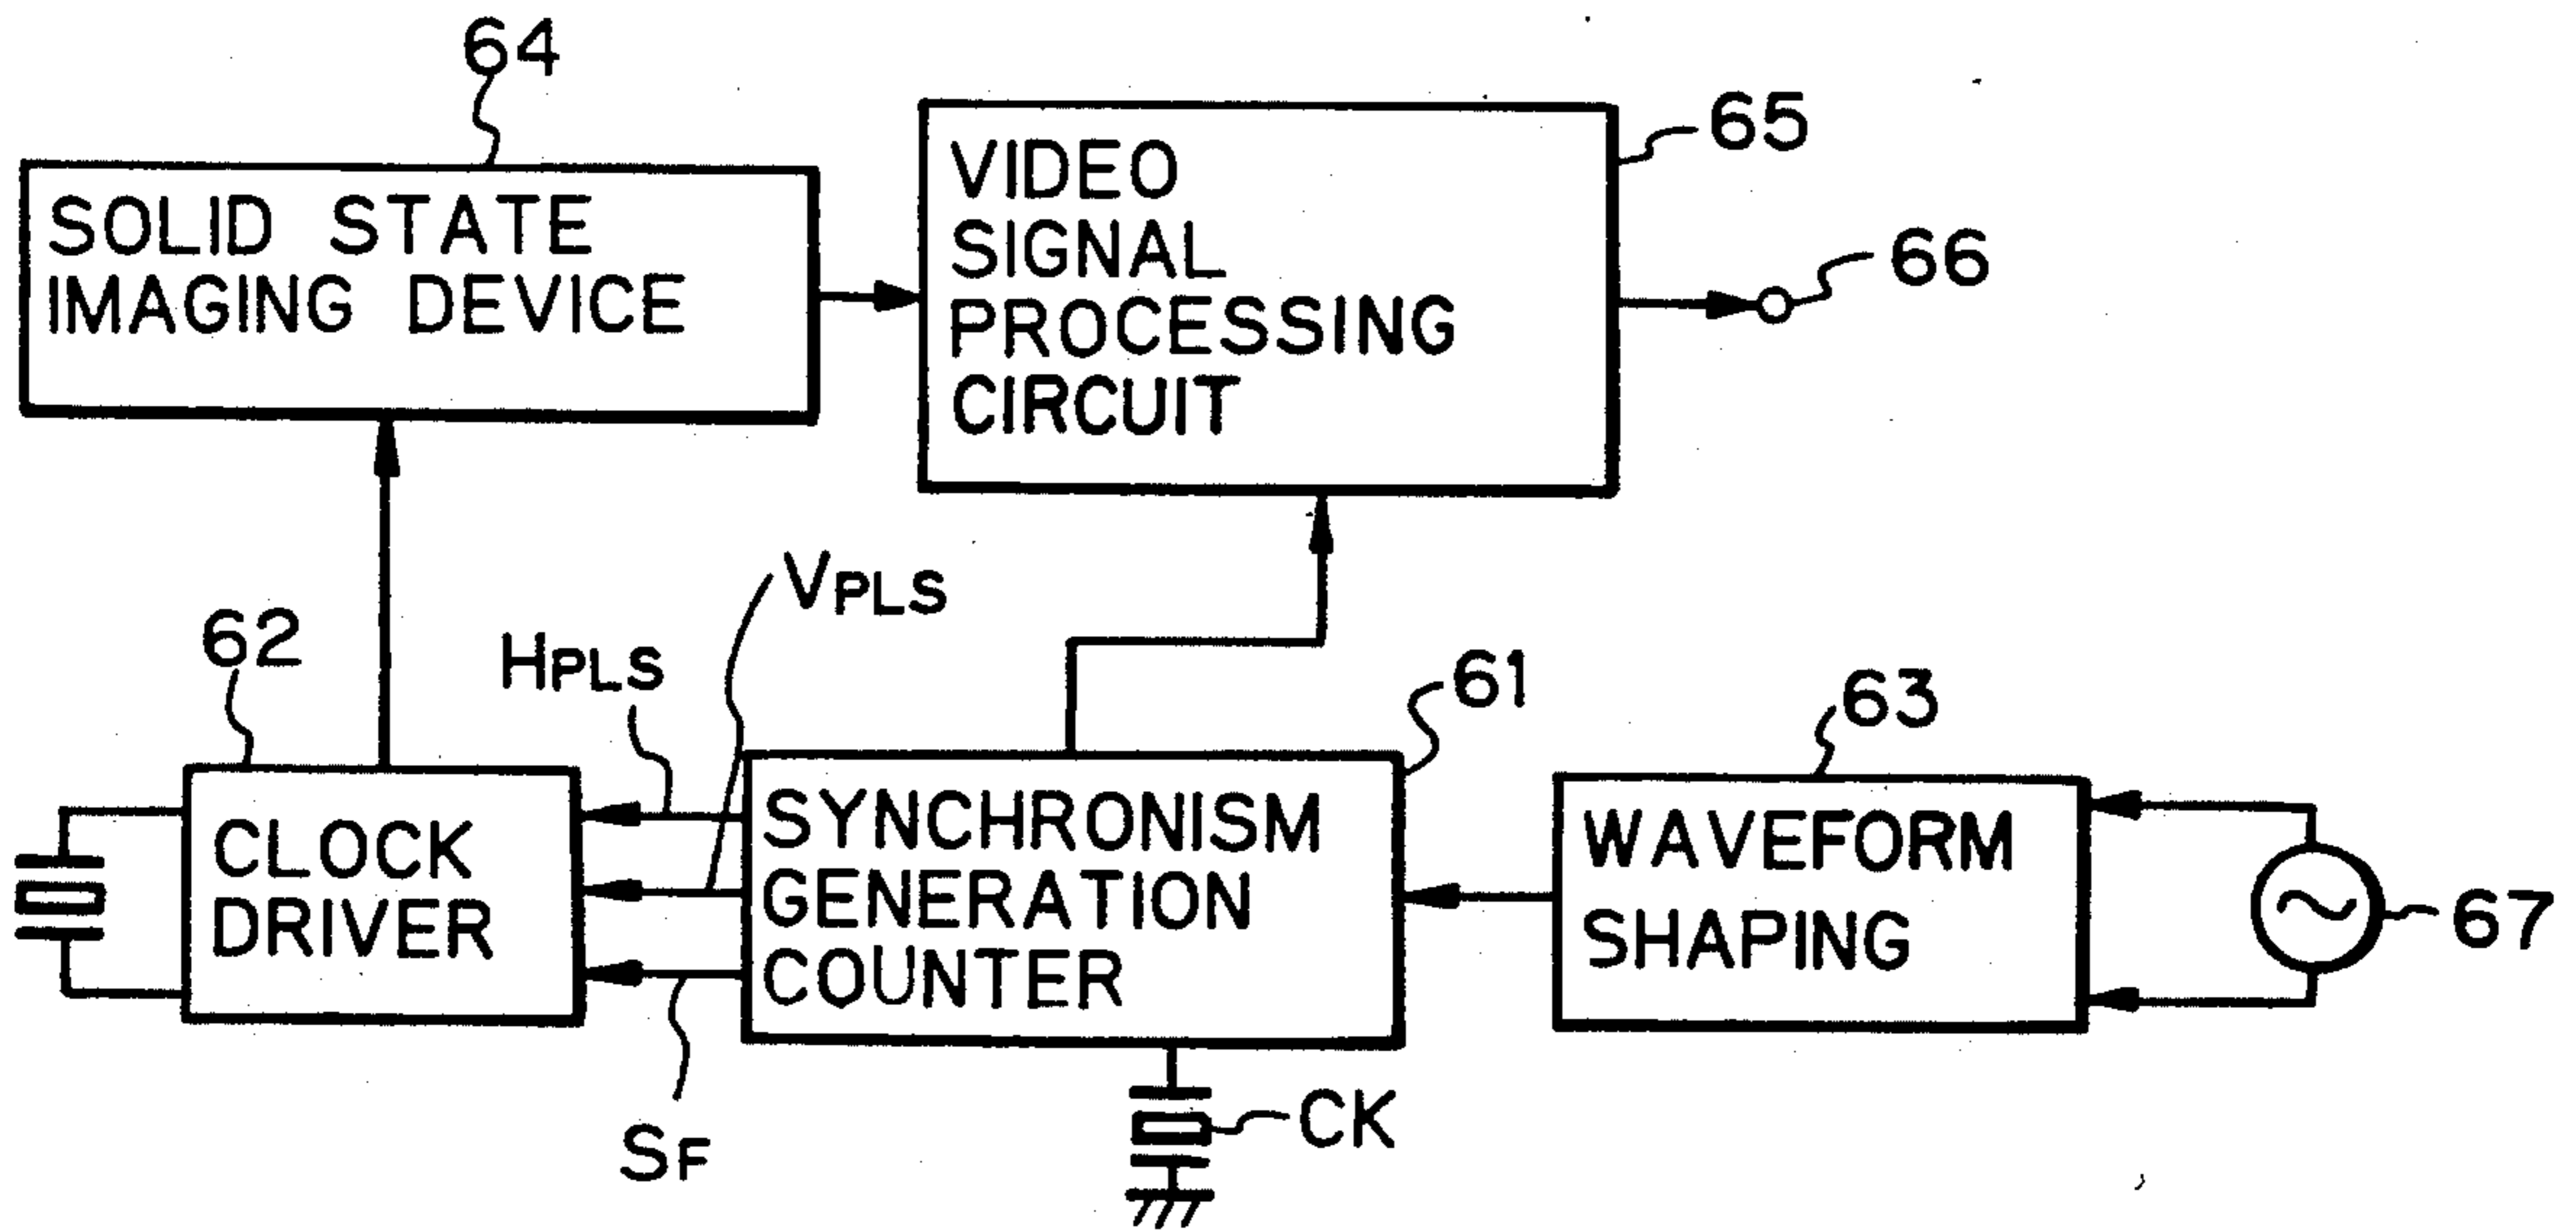 64
SOLID STATE
IMAGING DEVICE
65
VIDEO
SIGNAL
PROCESSING
CIRCUIT
66
62
CLOCK
DRIVER
HPLS
VPLS
SF
61
SYNCHRONISM
GENERATION
COUNTER
CK
63
WAVEFORM
SHAPING
67